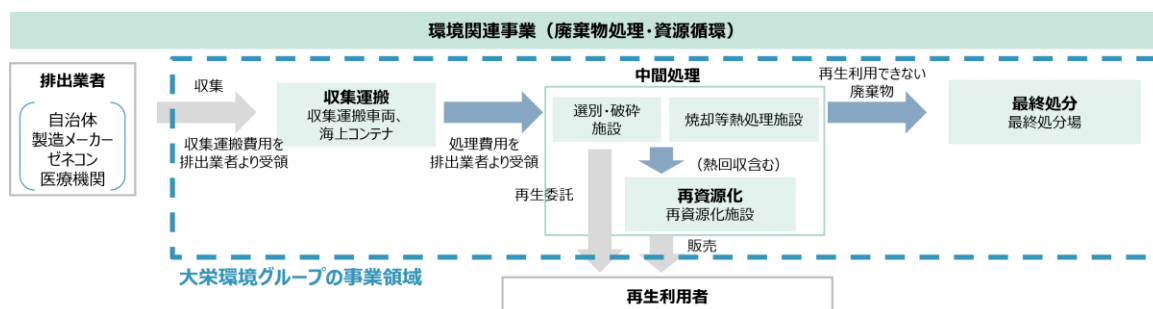 環境関連事業（廃棄物処理・資源循環）
排出業者
自治体
製造メーカー
ゼネコン
医療機関
収集
収集運搬費用を
排出業者より受領
収集運搬
収集運搬車両、
海上コンテナ
処理費用を
排出業者より受領
中間処理
選別・破砕
施設
焼却等熱処理施設
（熱回収含む）
再資源化
再資源化施設
再生委託
販売
再生利用できない
廃棄物
最終処分
最終処分場
大栄環境グループの事業領域
再生利用者